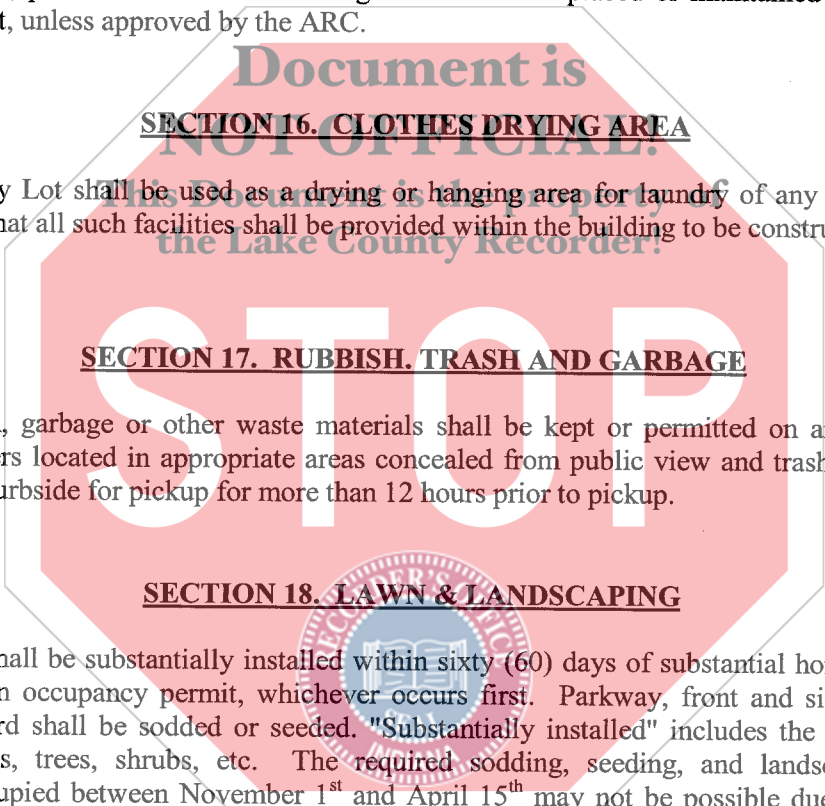 t, unless approved by the ARC.
Document is
SECTION 16. CLOTHES DRYING AREA
NOT OFFICIAL!
y Lot shall be used as a drying or hanging area for laundry of any
This Document is the property of
hat all such facilities shall be provided within the building to be constru
the Lake County Recorder!
STOP
SECTION 17. RUBBISH. TRASH AND GARBAGE
, garbage or other waste materials shall be kept or permitted on a
rs located in appropriate areas concealed from public view and trash
urbside for pickup for more than 12 hours prior to pickup.
SECTION 18. LAWN & LANDSCAPING
RECORDER'S OFFIC
hall be substantially installed within sixty (60) days of substantial ho
n occupancy permit, whichever occurs first. Parkway, front and si
rd shall be sodded or seeded. "Substantially installed" includes the
SEAL
INDIANA
s, trees, shrubs, etc. The required sodding, seeding, and lands
upied between November 1st and April 15th may not be possible due